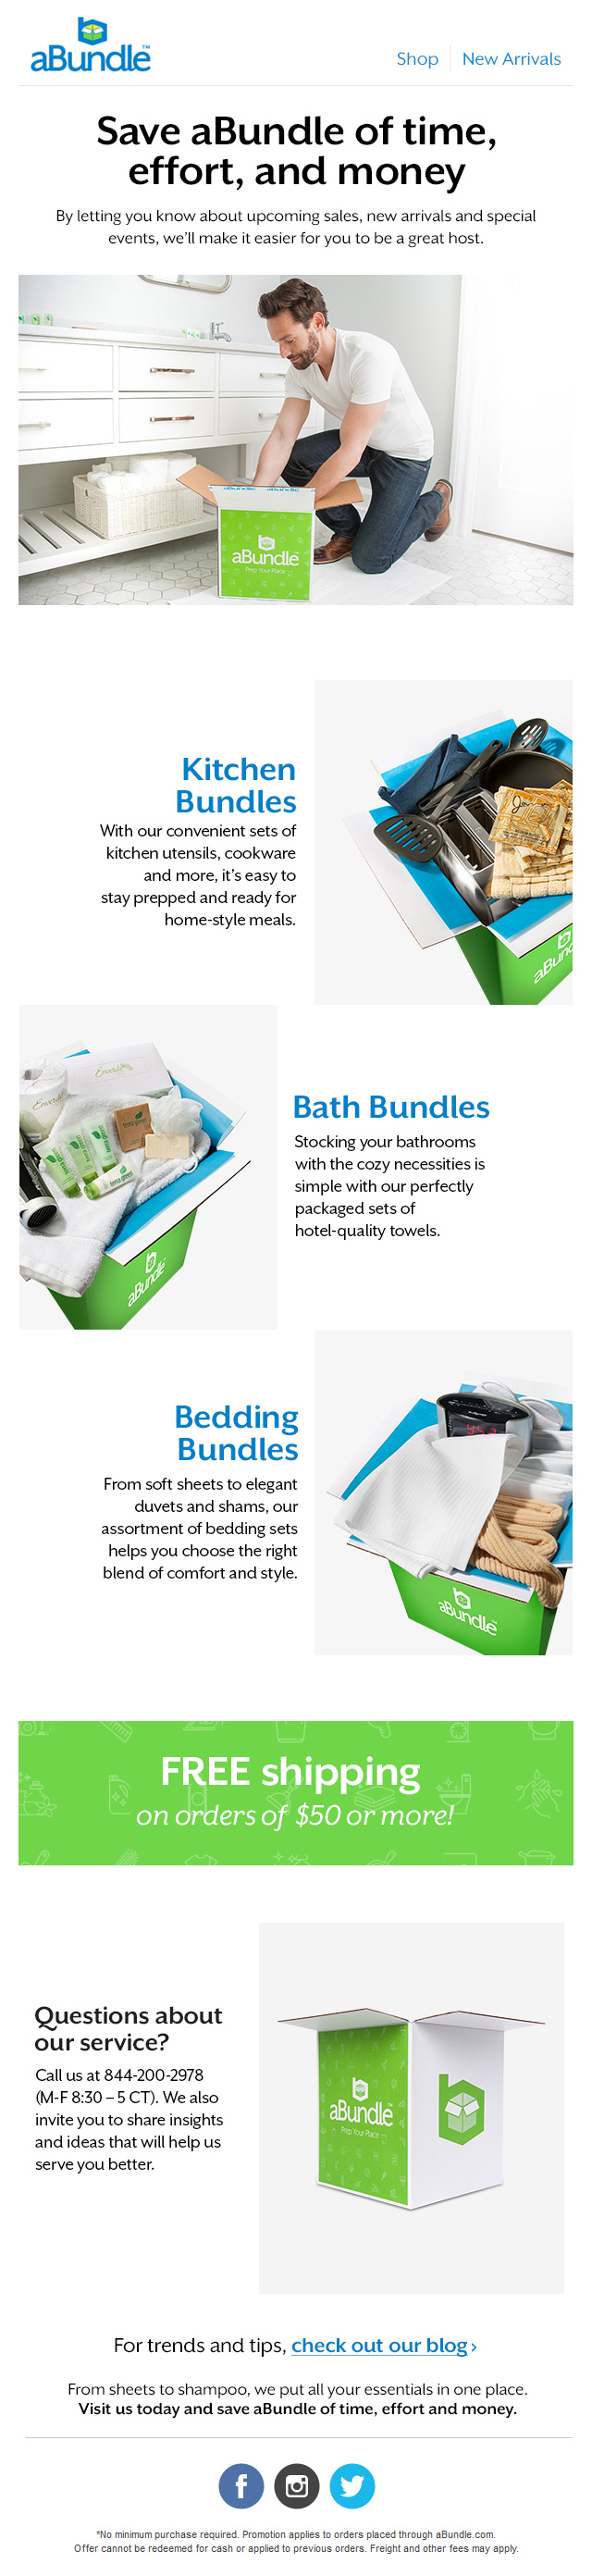 aBundle™
Shop
New Arrivals
Save aBundle of time,
effort, and money
By letting you know about upcoming sales, new arrivals and special
events, we'll make it easier for you to be a great host.
aBundle
Prep Your Place
Kitchen
Bundles
With our convenient sets of
kitchen utensils, cookware
and more, it's easy to
stay prepped and ready for
home-style meals.
Bath Bundles
Stocking your bathrooms
with the cozy necessities is
simple with our perfectly
packaged sets of
hotel-quality towels.
terra green
aBundle
Bedding
Bundles
From soft sheets to elegant
duvets and shams, our
assortment of bedding sets
helps you choose the right
blend of comfort and style.
aBundle
FREE shipping
on orders of $50 or more!
Questions about
our service?
Call us at 844-200-2978
(M-F 8:30 – 5 CT). We also
invite you to share insights
and ideas that will help us
serve you better.
aBundle
Prep Your Place
For trends and tips, check out our blog ›
From sheets to shampoo, we put all your essentials in one place.
Visit us today and save aBundle of time, effort and money.
*No minimum purchase required. Promotion applies to orders placed through aBundle.com.
Offer cannot be redeemed for cash or applied to previous orders. Freight and other fees may apply.